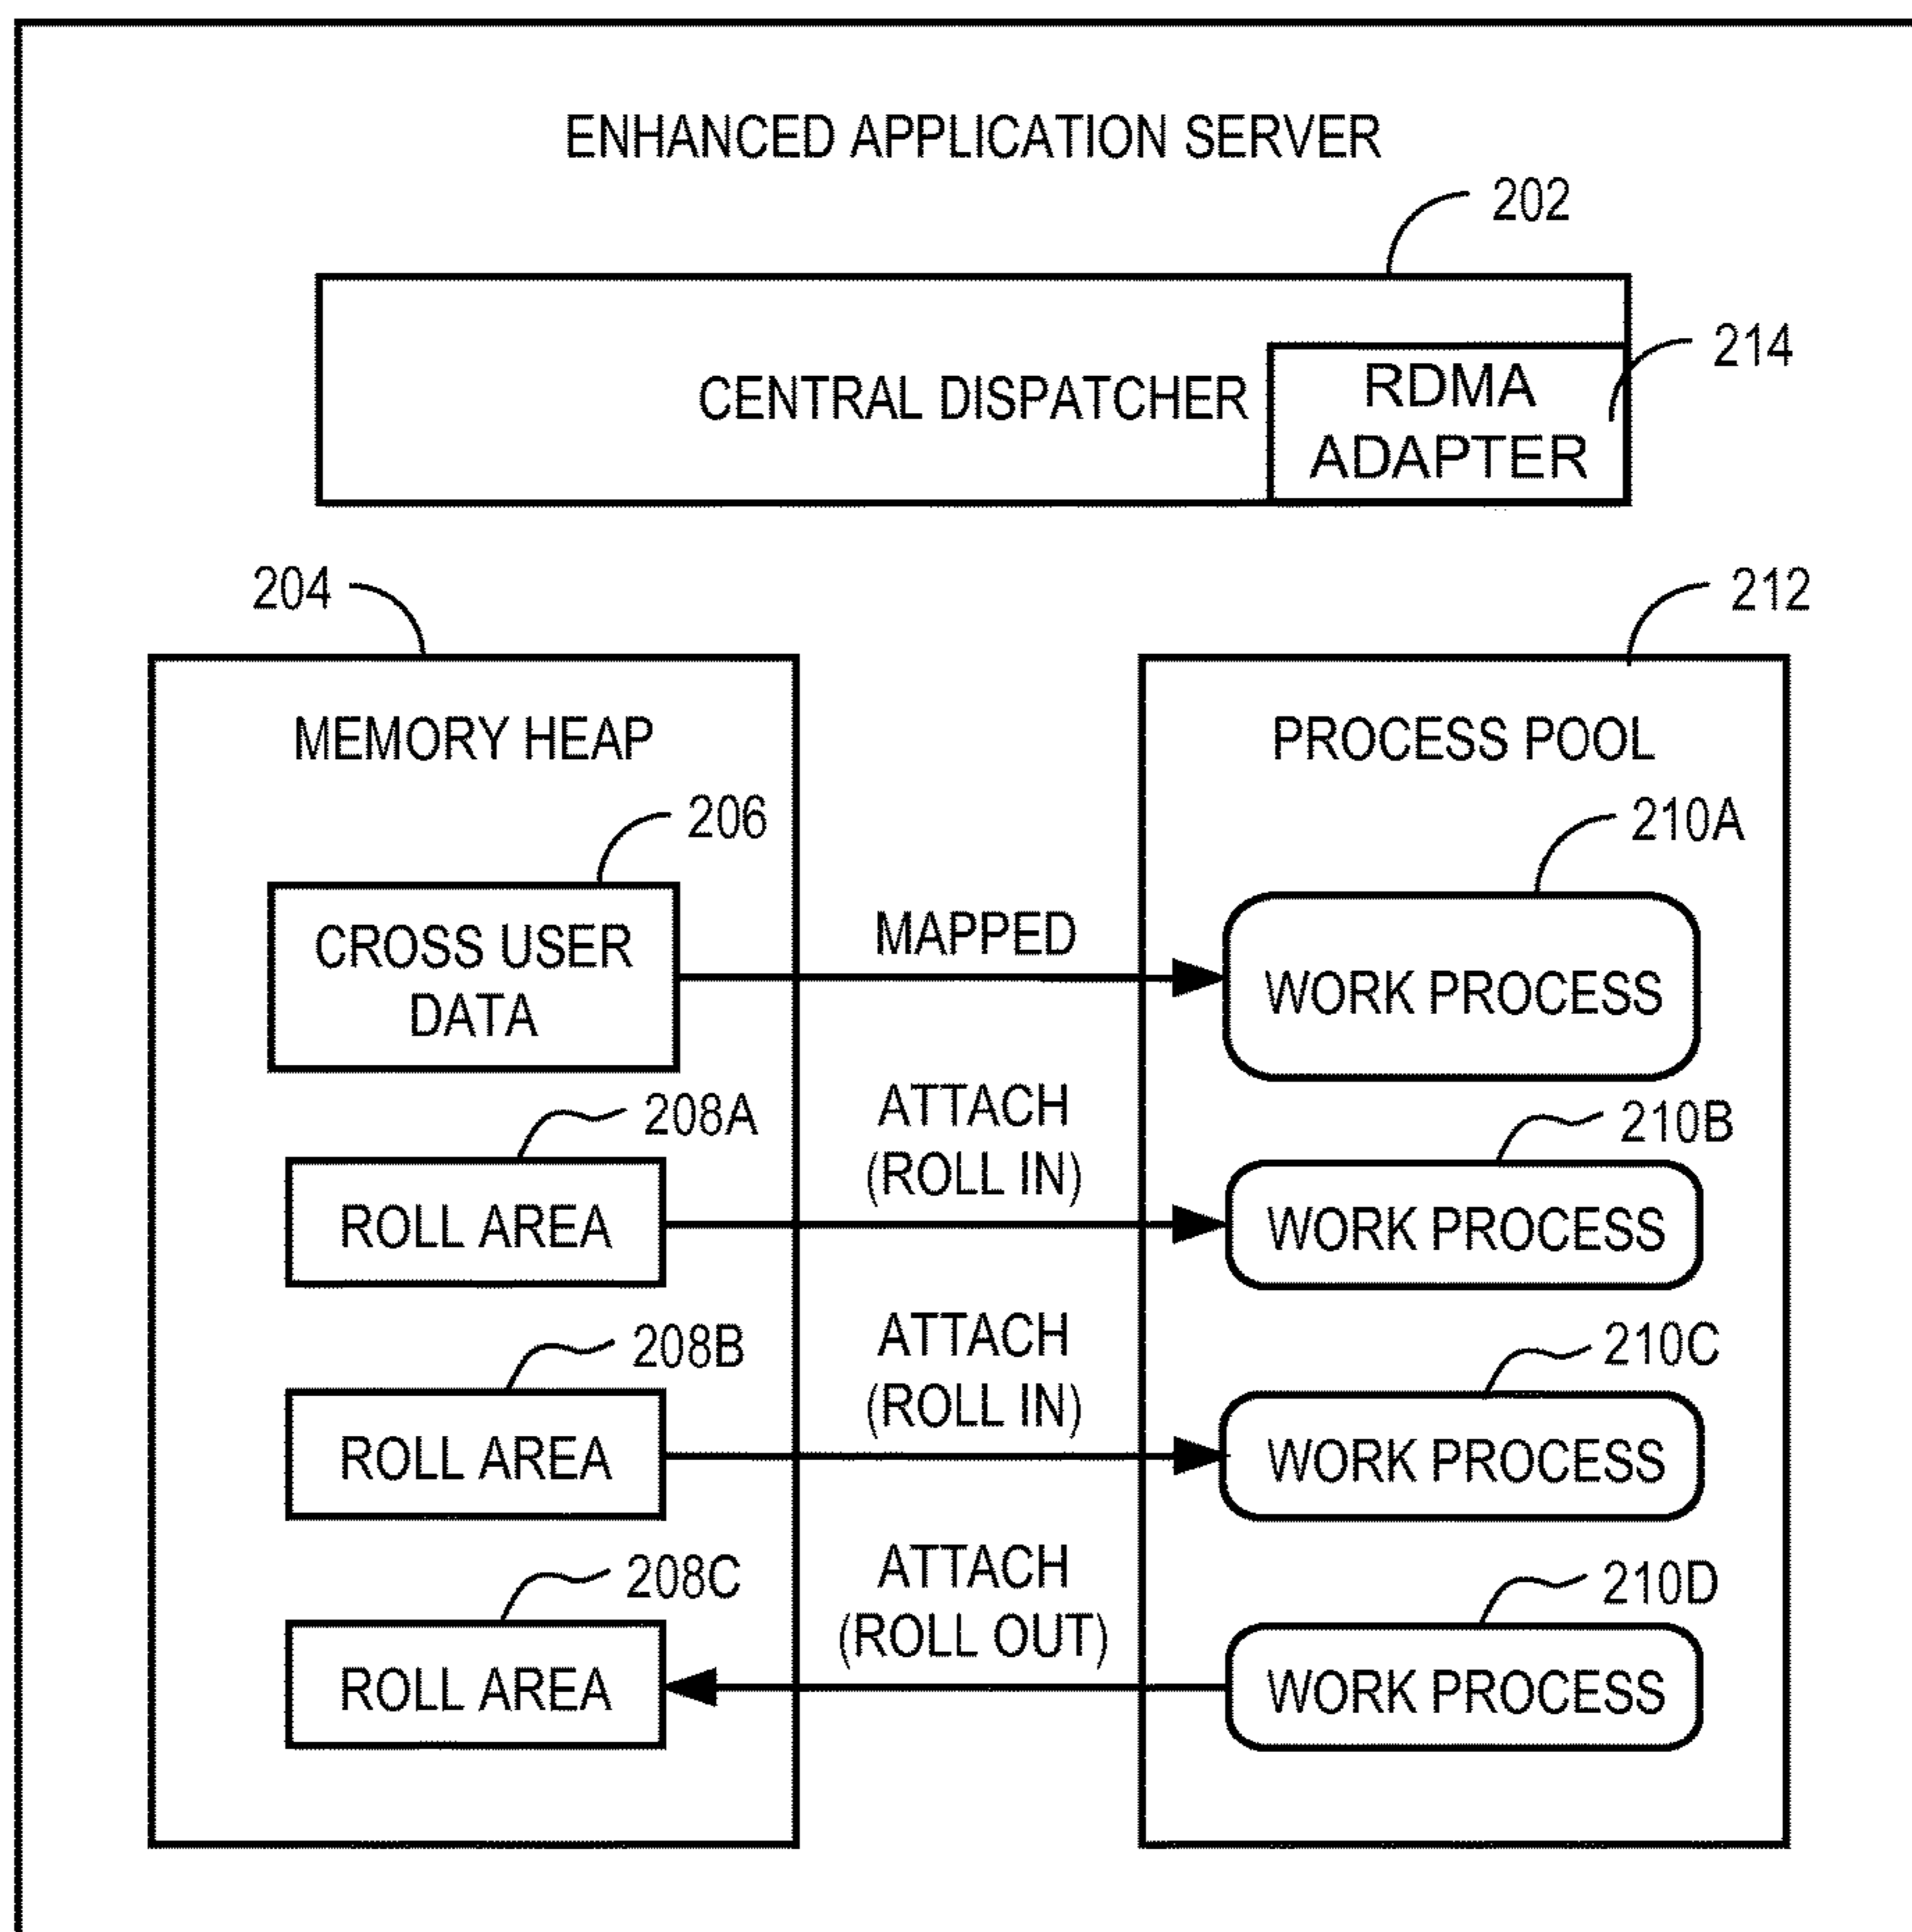 ENHANCED APPLICATION SERVER
202
214
CENTRAL DISPATCHER
RDMA
ADAPTER
204
212
MEMORY HEAP
PROCESS POOL
206
210A
CROSS USER
DATA
MAPPED
WORK PROCESS
208A
ATTACH
(ROLL IN)
210B
ROLL AREA
WORK PROCESS
208B
ATTACH
(ROLL IN)
210C
ROLL AREA
WORK PROCESS
208C
ATTACH
(ROLL OUT)
210D
ROLL AREA
WORK PROCESS